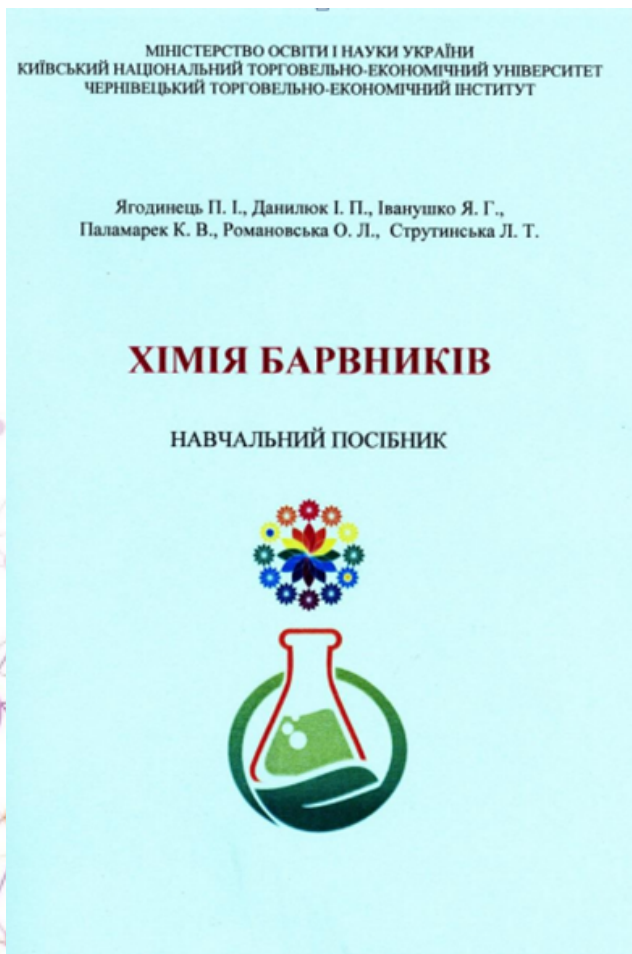 МІНІСТЕРСТВО ОСВІТИ І НАУКИ УКРАЇНИ
КИЇВСЬКИЙ НАЦІОНАЛЬНИЙ ТОРГОВЕЛЬНО-ЕКОНОМІЧНИЙ УНІВЕРСИТЕТ
ЧЕРНІВЕЦЬКИЙ ТОРГОВЕЛЬНО-ЕКОНОМІЧНИЙ ІНСТИТУТ
Ягодинець П. І., Данилюк І. П., Іванушко Я. Г.,
Паламарек К. В., Романовська О. Л., Струтинська Л. Т.
ХІМІЯ БАРВНИКІВ
НАВЧАЛЬНИЙ ПОСІБНИК